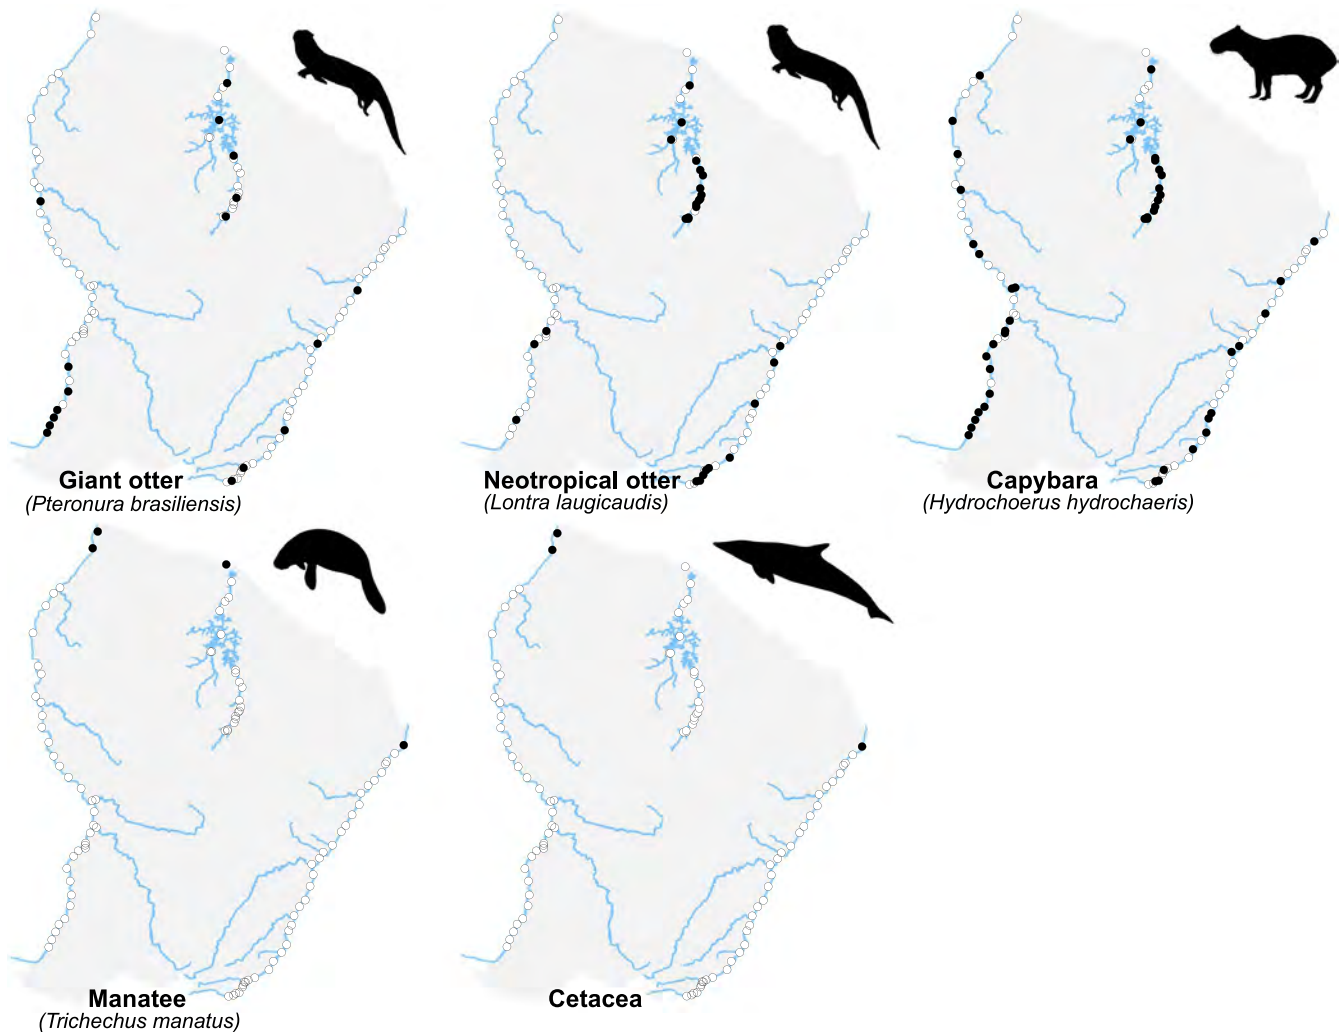 Giant otter
(Pteronura brasiliensis)
Neotropical otter
(Lontra laugicaudis)
Capybara
(Hydrochoerus hydrochaeris)
Manatee
(Trichechus manatus)
Cetacea